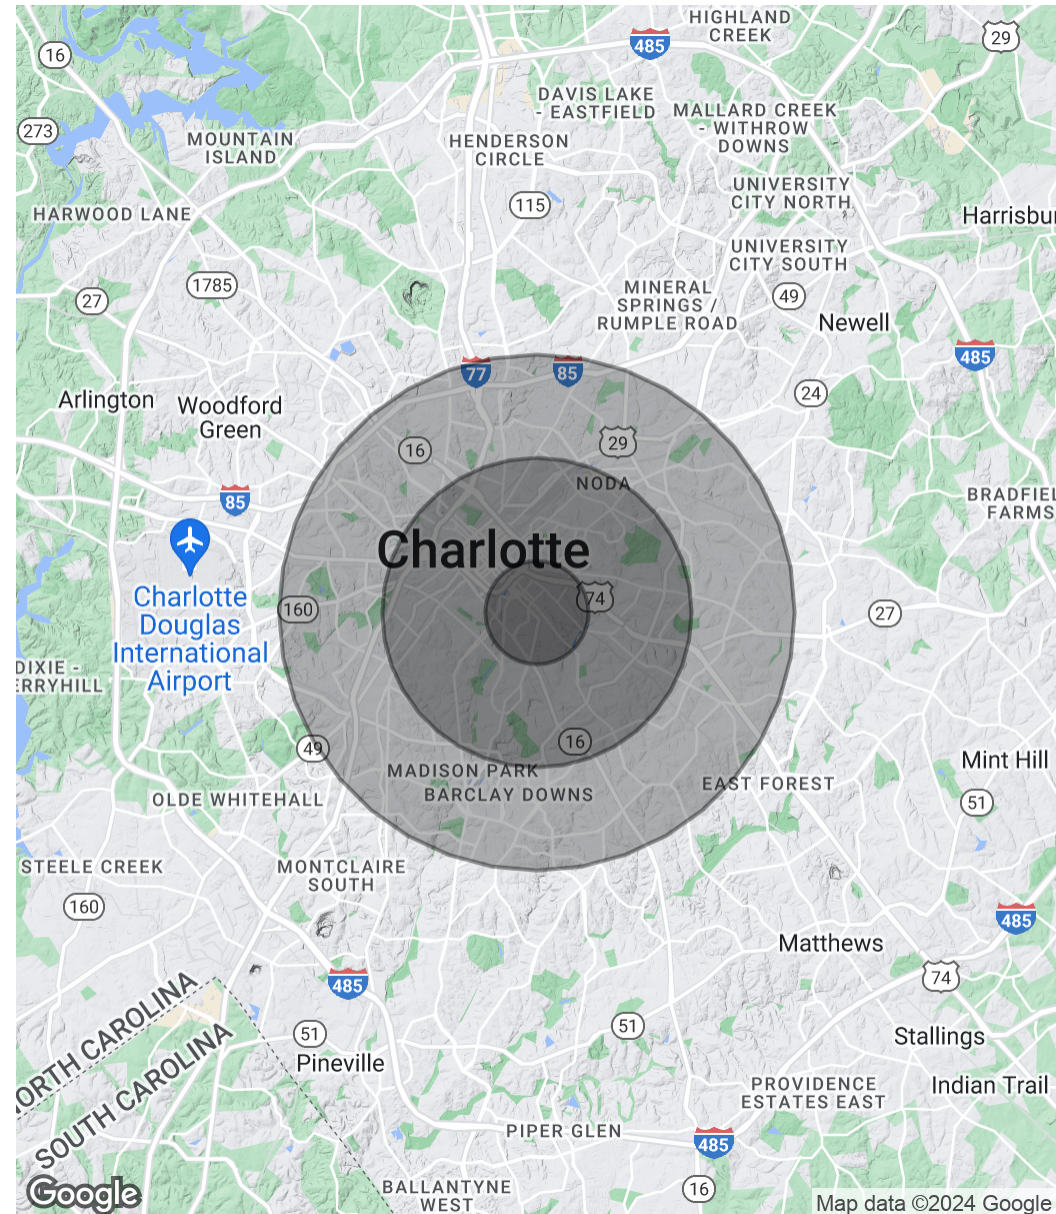 HIGHLAND
CREEK
29
16
485
DAVIS LAKE
- EASTFIELD
MALLARD CREEK
- WITHROW
DOWNS
273
MOUNTAIN
ISLAND
HENDERSON
CIRCLE
UNIVERSITY
CITY NORTH
115
HARWOOD LANE
Harrisbur
UNIVERSITY
CITY SOUTH
1785
MINERAL
SPRINGS /
RUMPLE ROAD
49
27
Newell
485
77
85
24
Arlington
Woodford
Green
16
29
NODA
85
BRADFIEL
FARMS
Charlotte
74
160
27
Charlotte
Douglas
International
Airport
DIXIE -
ERRYHILL
16
49
MADISON PARK
BARCLAY DOWNS
EAST FOREST
Mint Hill
51
OLDE WHITEHALL
STEELE CREEK
MONTCLAIRE
SOUTH
160
485
Matthews
74
485
NORTH CAROLINA
SOUTH CAROLINA
51
51
Stallings
Pineville
Indian Trail
PROVIDENCE
ESTATES EAST
PIPER GLEN
485
BALLANTYNE
WEST
16
Google
Map data ©2024 Google